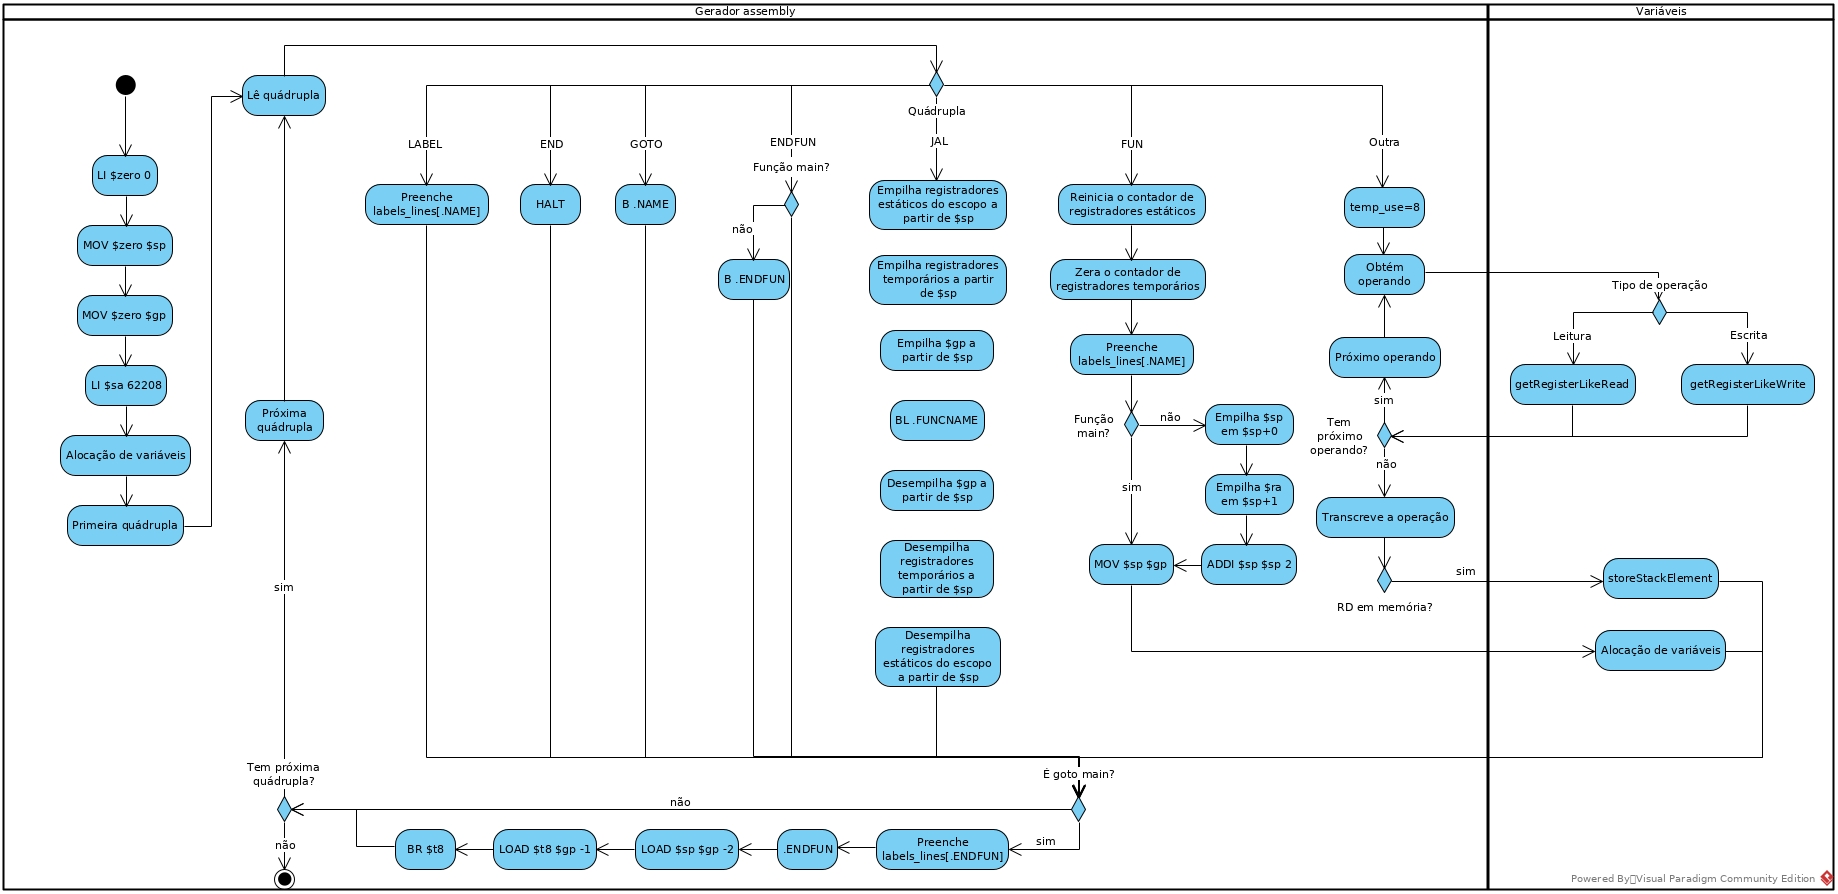 Gerador assembly
Variáveis
LI $zero 0
MOV $zero $sp
MOV $zero $gp
LI $sa 62208
Alocação de variáveis
Primeira quádrupla
Lê quádrupla
Próxima
quádrupla
sim
Tem próxima
quádrupla?
não
Quádrupla
LABEL
Preenche
labels_lines[.NAME]
END
HALT
GOTO
B .NAME
ENDFUN
Função main?
não
B .ENDFUN
JAL
Empilha registradores
estáticos do escopo a
partir de $sp
Empilha registradores
temporários a partir
de $sp
Empilha $gp a
partir de $sp
BL .FUNCNAME
Desempilha $gp a
partir de $sp
Desempilha
registradores
temporários a
partir de $sp
Desempilha
registradores
estáticos do escopo
a partir de $sp
FUN
Reinicia o contador de
registradores estáticos
Zera o contador de
registradores temporários
Preenche
labels_lines[.NAME]
Função
main?
não
sim
Empilha $sp
em $sp+0
Empilha $ra
em $sp+1
ADDI $sp $sp 2
MOV $sp $gp
Outra
temp_use=8
Obtém
operando
Próximo operando
sim
Tem
próximo
operando?
não
Transcreve a operação
sim
RD em memória?
Tipo de operação
Leitura
Escrita
getRegisterLikeRead
getRegisterLikeWrite
storeStackElement
Alocação de variáveis
É goto main?
não
sim
Preenche
labels_lines[.ENDFUN]
.ENDFUN
LOAD $sp $gp -2
LOAD $t8 $gp -1
BR $t8
Powered By Visual Paradigm Community Edition